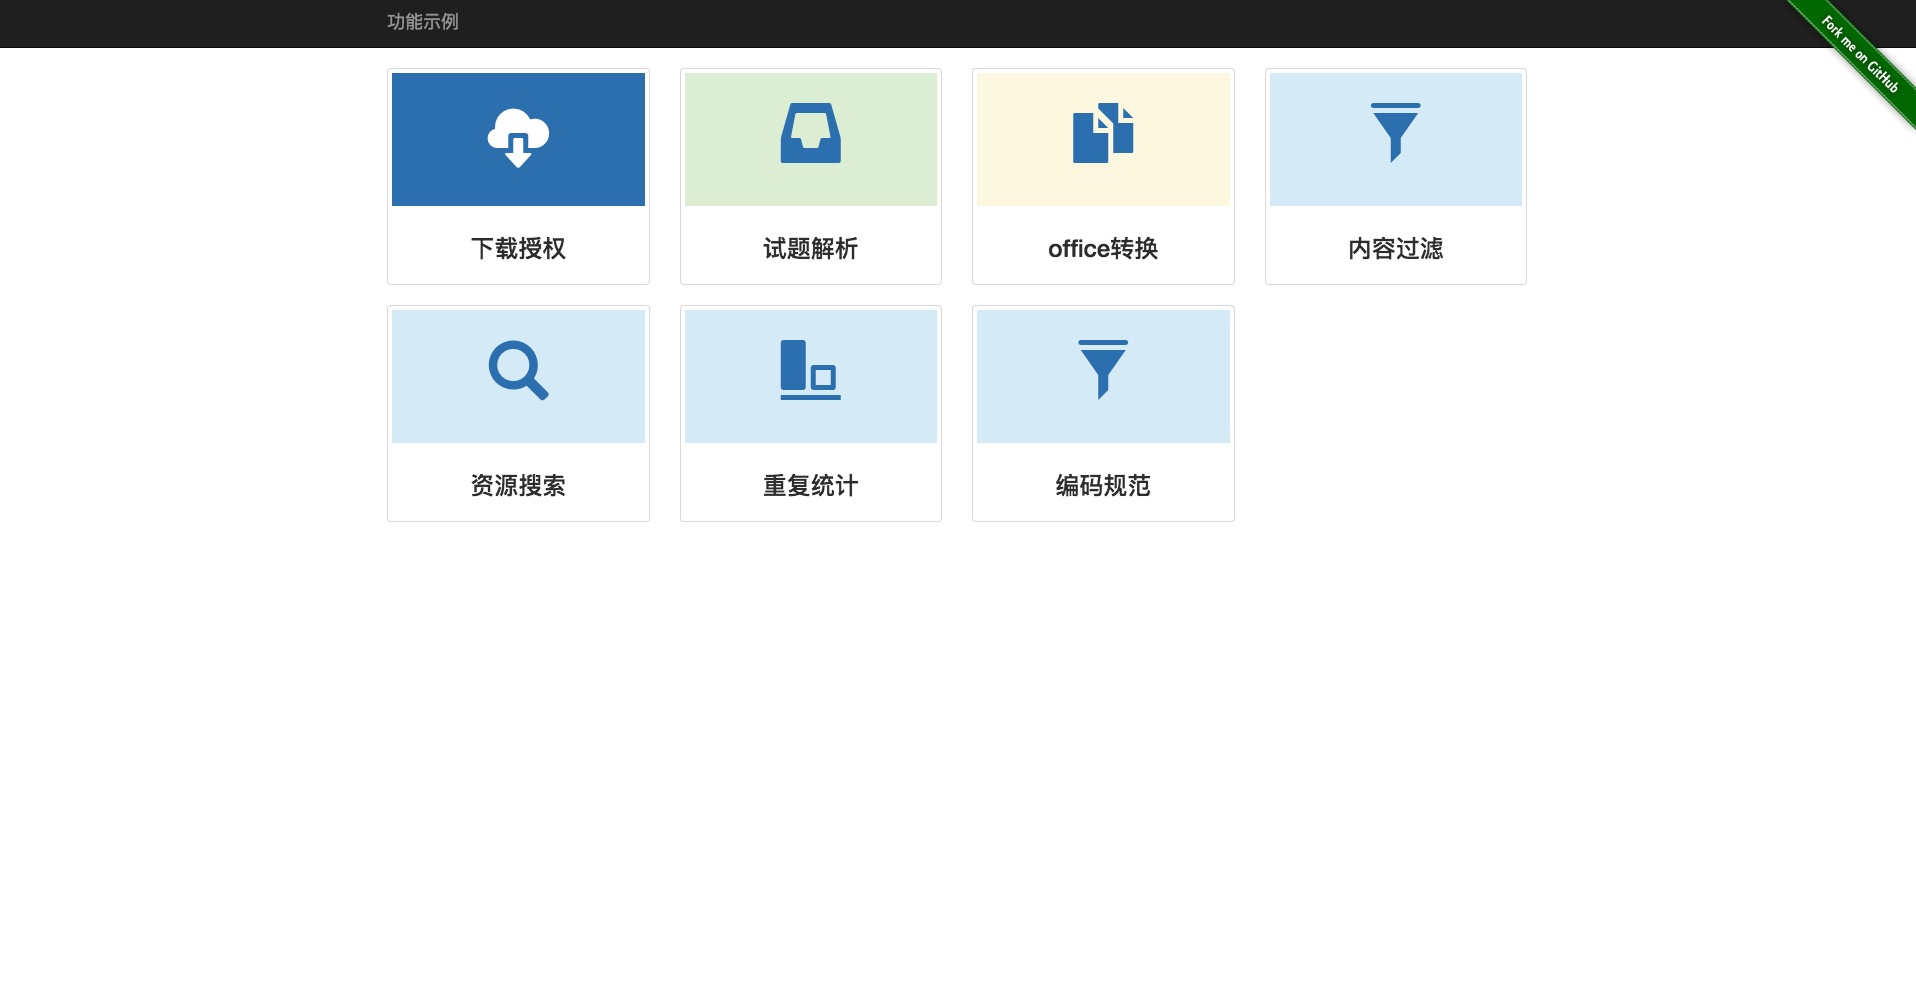 功能示例
Fork me on GitHub
下载授权
试题解析
office转换
内容过滤
资源搜索
重复统计
编码规范